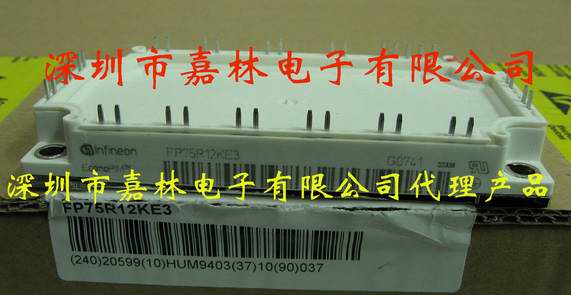 深圳市嘉林电子有限公司
infineon
FP75R12KE3
G0741
深圳市嘉林电子有限公司代理产品
FP75R12KE3
(240)20599(10)HUM9403(37)10(90)037